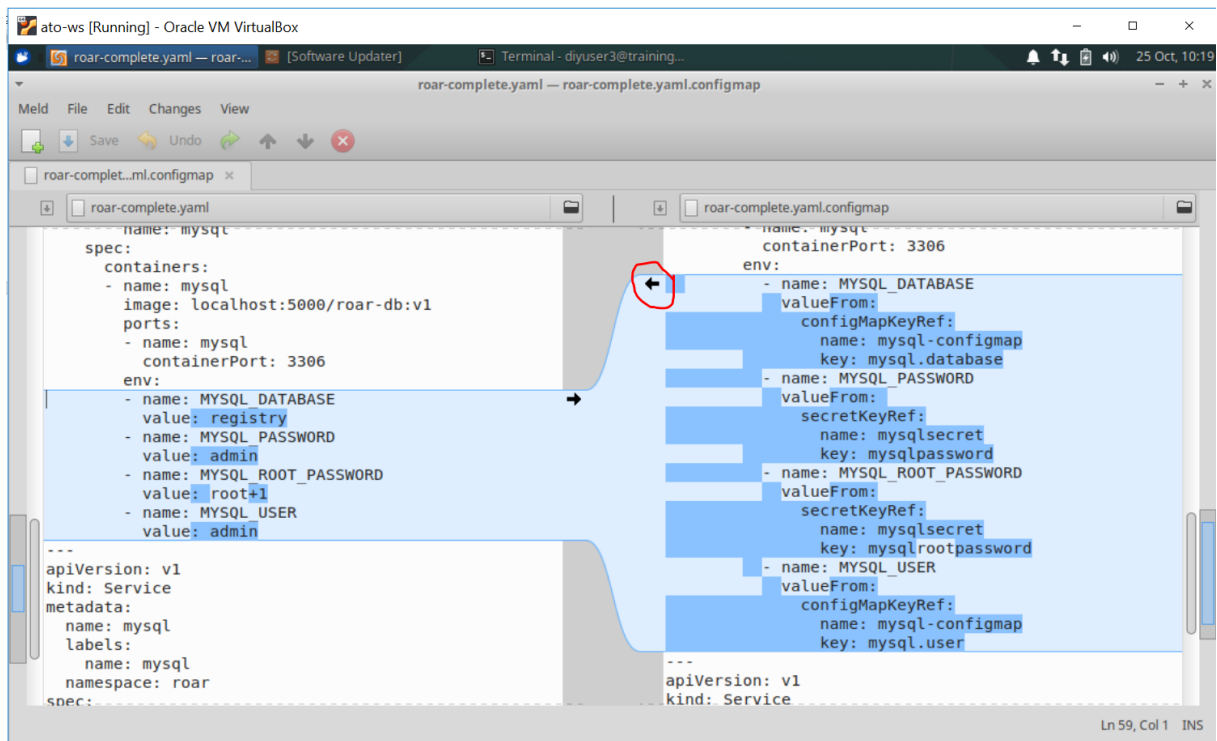 ato-ws [Running] - Oracle VM VirtualBox
roar-complete.yaml — roar-... [Software Updater] Terminal - diyuser3@training... 25 Oct, 10:19
roar-complete.yaml — roar-complete.yaml.configmap
Meld File Edit Changes View
Save Undo
roar-complet...ml.configmap
roar-complete.yaml
name: mysql
spec:
containers:
- name: mysql
image: localhost:5000/roar-db:v1
ports:
- name: mysql
containerPort: 3306
env:
- name: MYSQL_DATABASE
value: registry
- name: MYSQL_PASSWORD
value: admin
- name: MYSQL_ROOT_PASSWORD
value: root+1
- name: MYSQL_USER
value: admin
---
apiVersion: v1
kind: Service
metadata:
name: mysql
labels:
name: mysql
namespace: roar
spec:
roar-complete.yaml.configmap
- name: mysql
containerPort: 3306
env:
- name: MYSQL_DATABASE
valueFrom:
configMapKeyRef:
name: mysql-configmap
key: mysql.database
- name: MYSQL_PASSWORD
valueFrom:
secretKeyRef:
name: mysqlsecret
key: mysqlpassword
- name: MYSQL_ROOT_PASSWORD
valueFrom:
secretKeyRef:
name: mysqlsecret
key: mysqlrootpassword
- name: MYSQL_USER
valueFrom:
configMapKeyRef:
name: mysql-configmap
key: mysql.user
---
apiVersion: v1
kind: Service
Ln 59, Col 1 INS